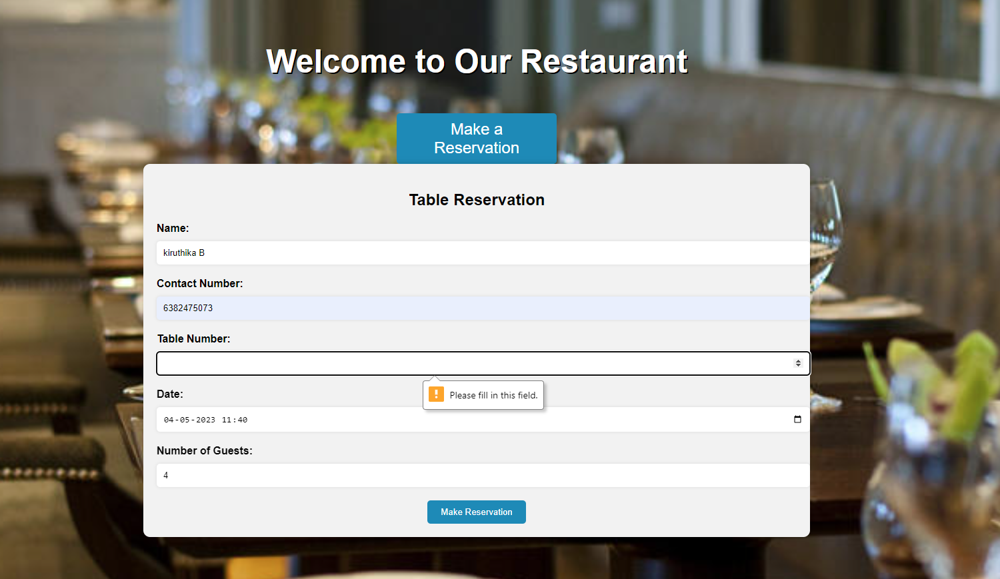 Welcome to Our Restaurant
Make a
Reservation
Table Reservation
Name:
kiruthika B
Contact Number:
6382475073
Table Number:
Please fill in this field.
Date:
04-05-2023 11:40
Number of Guests:
4
Make Reservation